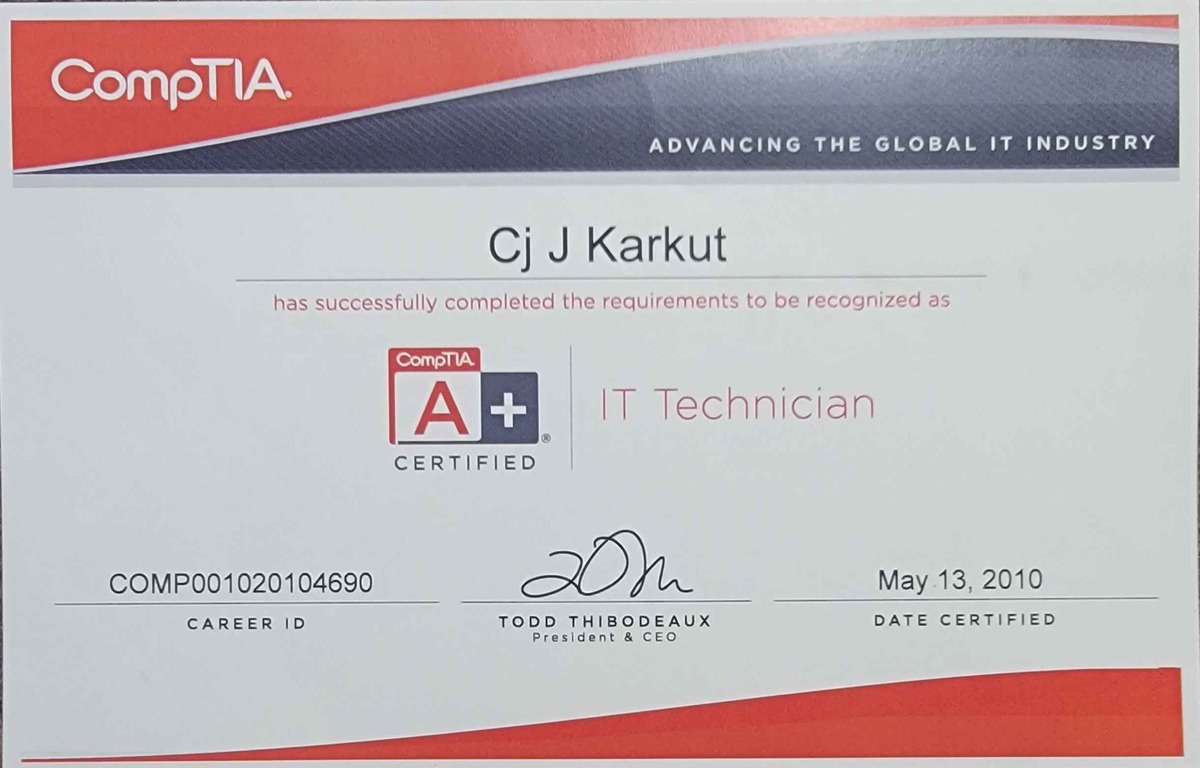 CompTIA.
ADVANCING THE GLOBAL IT INDUSTRY
Cj J Karkut
has successfully completed the requirements to be recognized as
CompTIA.
A+®
CERTIFIED
IT Technician
COMP001020104690
CAREER ID
TODD THIBODEAUX
President & CEO
May 13, 2010
DATE CERTIFIED